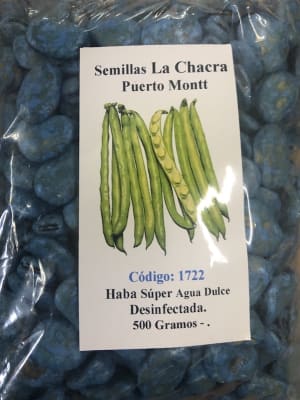 Semillas La Chacra
Puerto Montt
Código: 1722
Haba Súper Agua Dulce
Desinfectada.
500 Gramos - .